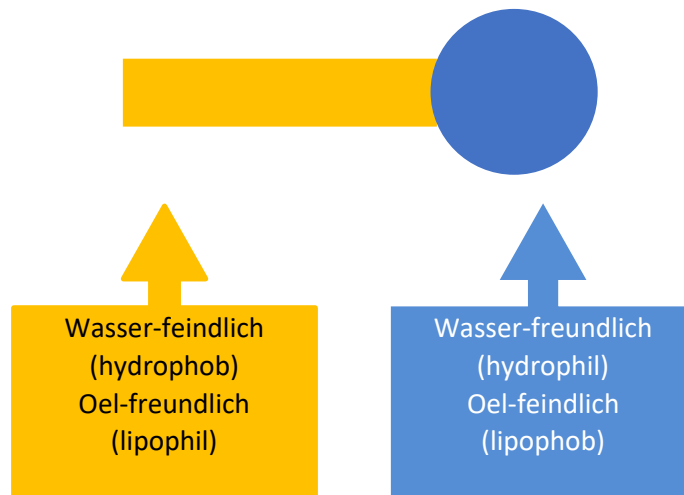 Wasser-feindlich
(hydrophob)
Oel-freundlich
(lipophil)
Wasser-freundlich
(hydrophil)
Oel-feindlich
(lipophob)